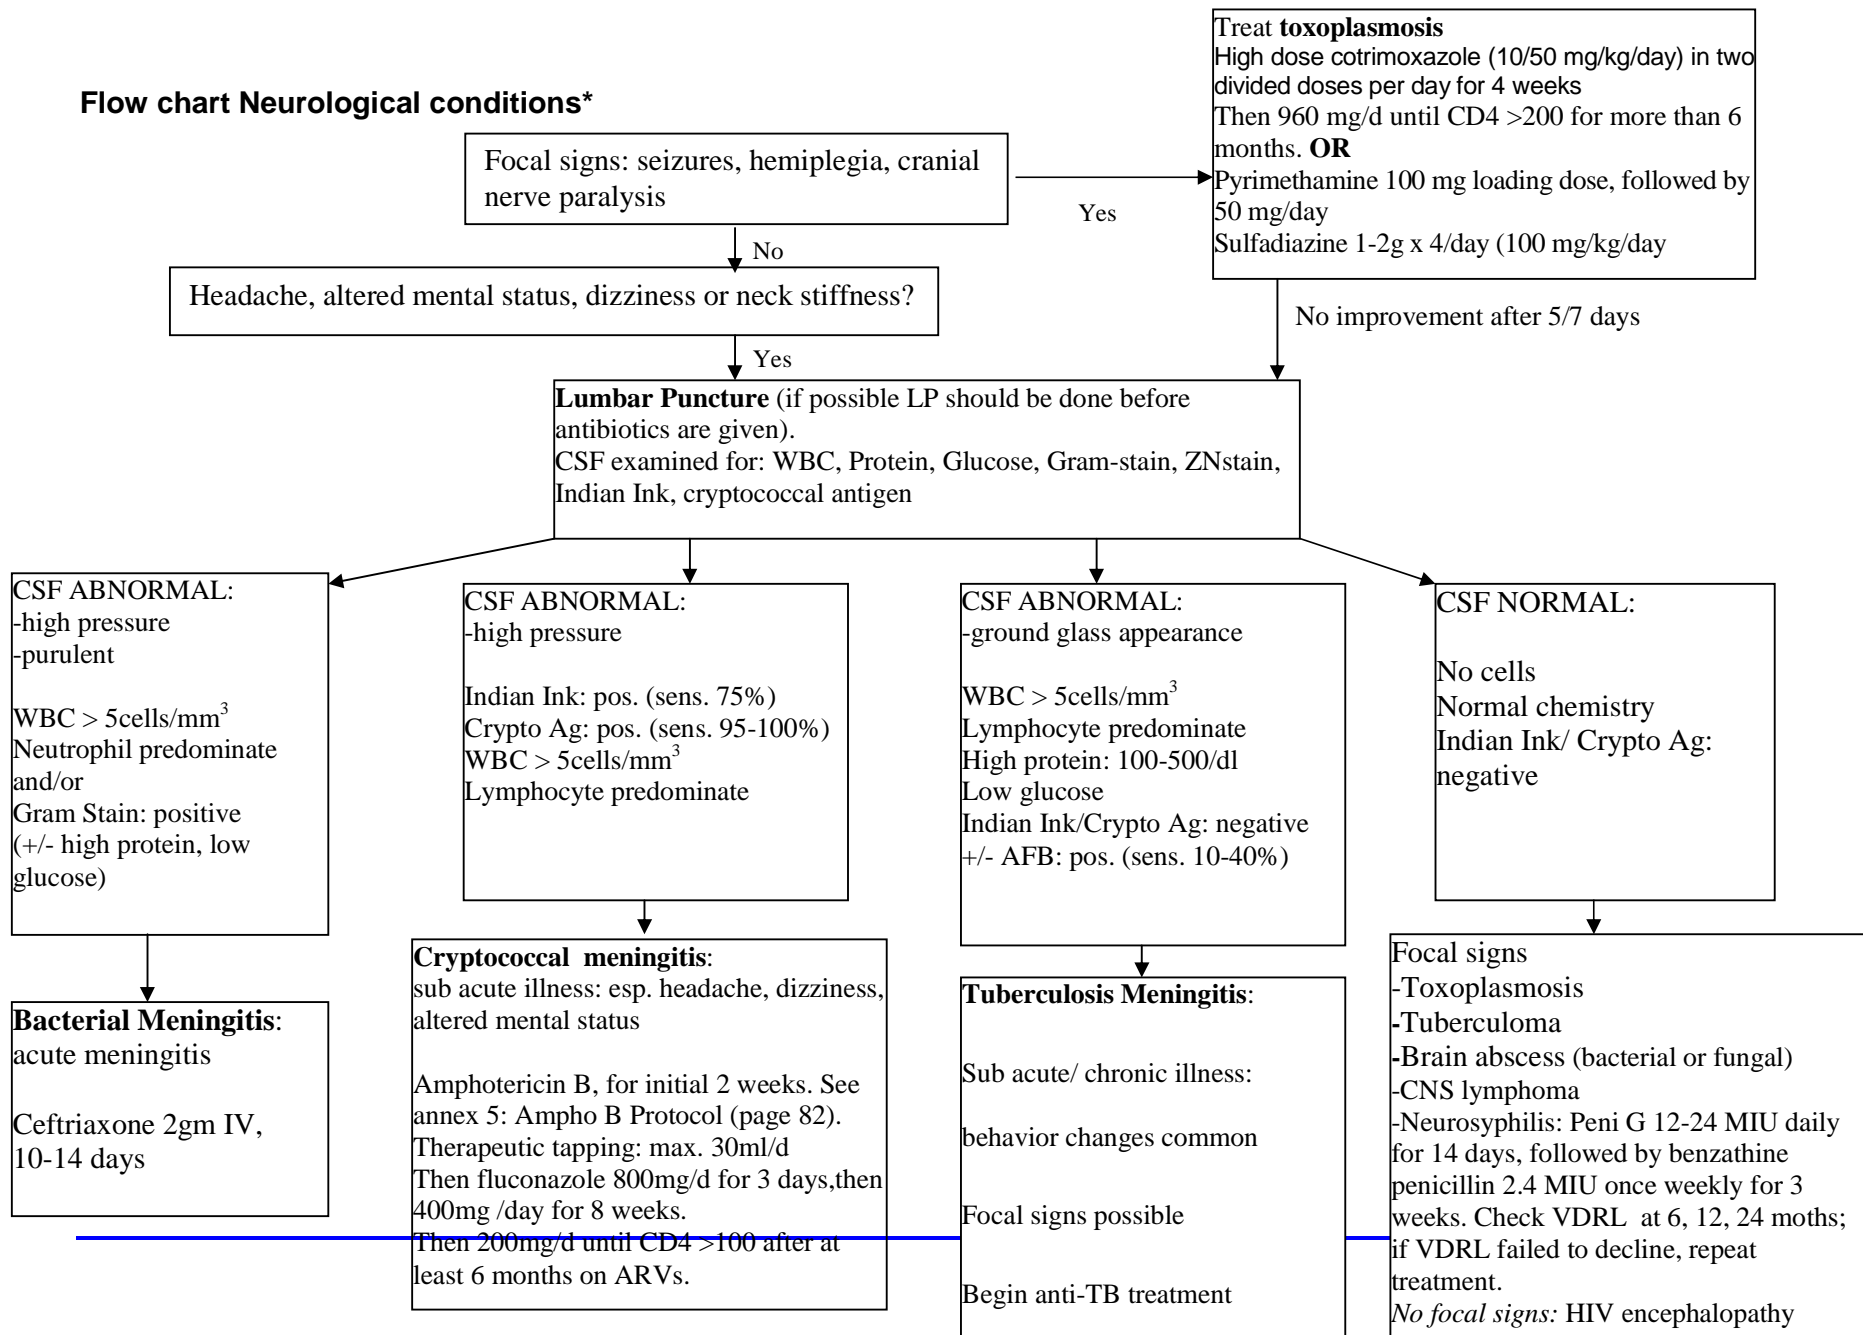 Flow chart Neurological conditions*
Treat toxoplasmosis
High dose cotrimoxazole (10/50 mg/kg/day) in two
divided doses per day for 4 weeks
Then 960 mg/d until CD4 >200 for more than 6
months. OR
Pyrimethamine 100 mg loading dose, followed by
50 mg/day
Sulfadiazine 1-2g x 4/day (100 mg/kg/day
Focal signs: seizures, hemiplegia, cranial
nerve paralysis
Yes
No
Headache, altered mental status, dizziness or neck stiffness?
No improvement after 5/7 days
Yes
Lumbar Puncture (if possible LP should be done before
antibiotics are given).
CSF examined for: WBC, Protein, Glucose, Gram-stain, ZNstain,
Indian Ink, cryptococcal antigen
CSF ABNORMAL:
-high pressure
-purulent
WBC > 5cells/mm³
Neutrophil predominate
and/or
Gram Stain: positive
(+/- high protein, low
glucose)
CSF ABNORMAL:
-high pressure
Indian Ink: pos. (sens. 75%)
Crypto Ag: pos. (sens. 95-100%)
WBC > 5cells/mm³
Lymphocyte predominate
CSF ABNORMAL:
-ground glass appearance
WBC > 5cells/mm³
Lymphocyte predominate
High protein: 100-500/dl
Low glucose
Indian Ink/Crypto Ag: negative
+/- AFB: pos. (sens. 10-40%)
CSF NORMAL:
No cells
Normal chemistry
Indian Ink/ Crypto Ag:
negative
Bacterial Meningitis:
acute meningitis
Ceftriaxone 2gm IV,
10-14 days
Cryptococcal meningitis:
sub acute illness: esp. headache, dizziness,
altered mental status
Amphotericin B, for initial 2 weeks. See
annex 5: Ampho B Protocol (page 82).
Therapeutic tapping: max. 30ml/d
Then fluconazole 800mg/d for 3 days,then
400mg /day for 8 weeks.
Then 200mg/d until CD4 >100 after at
least 6 months on ARVs.
Tuberculosis Meningitis:
Sub acute/ chronic illness:
behavior changes common
Focal signs possible
Begin anti-TB treatment
Focal signs
-Toxoplasmosis
-Tuberculoma
-Brain abscess (bacterial or fungal)
-CNS lymphoma
-Neurosyphilis: Peni G 12-24 MIU daily
for 14 days, followed by benzathine
penicillin 2.4 MIU once weekly for 3
weeks. Check VDRL at 6, 12, 24 moths;
if VDRL failed to decline, repeat
treatment.
No focal signs: HIV encephalopathy